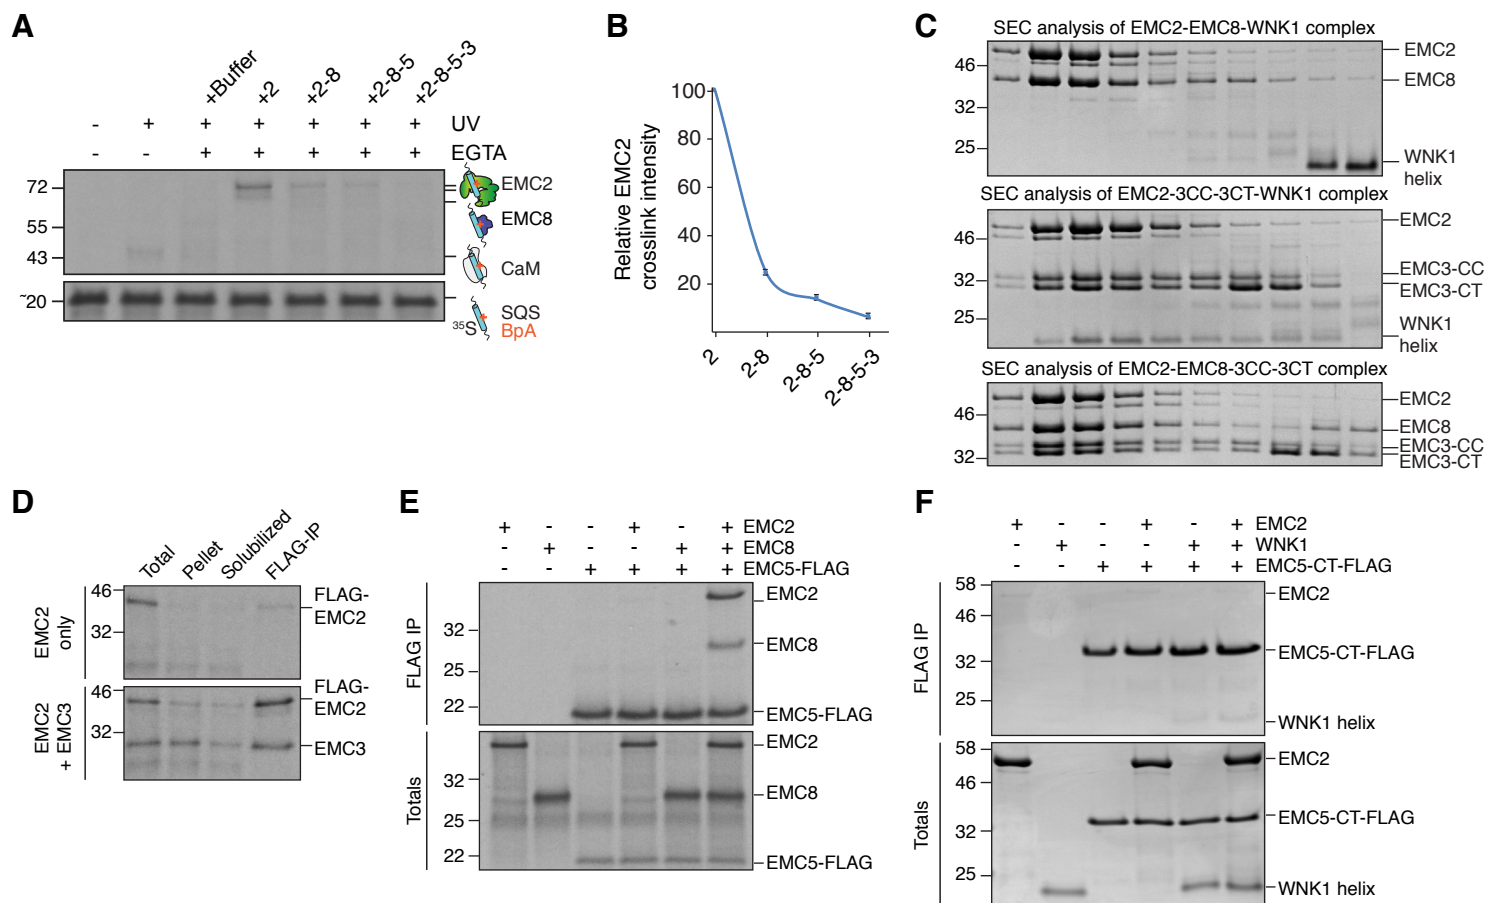 A
+Buffer
+2
+2-8
+2-8-5
+2-8-5-3
- + + + + + + UV
- - + + + + + EGTA
72
55
43
~20
EMC2
EMC8
CaM
35S
SQS
BpA
B
Relative EMC2
crosslink intensity
100
80
60
40
20
2
2-8
2-8-5
2-8-5-3
C
SEC analysis of EMC2-EMC8-WNK1 complex
46
32
25
EMC2
EMC8
WNK1
helix
SEC analysis of EMC2-3CC-3CT-WNK1 complex
46
32
25
EMC2
EMC3-CC
EMC3-CT
WNK1
helix
SEC analysis of EMC2-EMC8-3CC-3CT complex
46
32
EMC2
EMC8
EMC3-CC
EMC3-CT
D
Total
Pellet
Solubilized
FLAG-IP
EMC2
only
46
32
FLAG-
EMC2
EMC2
+ EMC3
46
32
FLAG-
EMC2
EMC3
E
+ - - + - + EMC2
- + - - + + EMC8
- - + + + + EMC5-FLAG
FLAG IP
32
25
22
EMC2
EMC8
EMC5-FLAG
Totals
32
25
22
EMC2
EMC8
EMC5-FLAG
F
+ - - + - + EMC2
- + - - + + WNK1
- - + + + + EMC5-CT-FLAG
FLAG IP
58
46
32
25
EMC2
EMC5-CT-FLAG
WNK1 helix
Totals
58
46
32
25
EMC2
EMC5-CT-FLAG
WNK1 helix